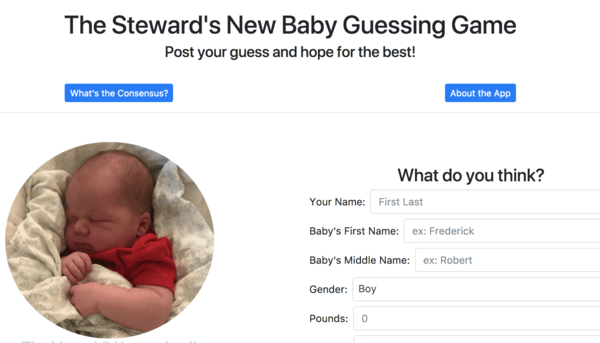 The Steward's New Baby Guessing Game
Post your guess and hope for the best!
What's the Consensus?
About the App
What do you think?
Your Name: First Last
Baby's First Name: ex: Frederick
Baby's Middle Name: ex: Robert
Gender: Boy
Pounds: 0